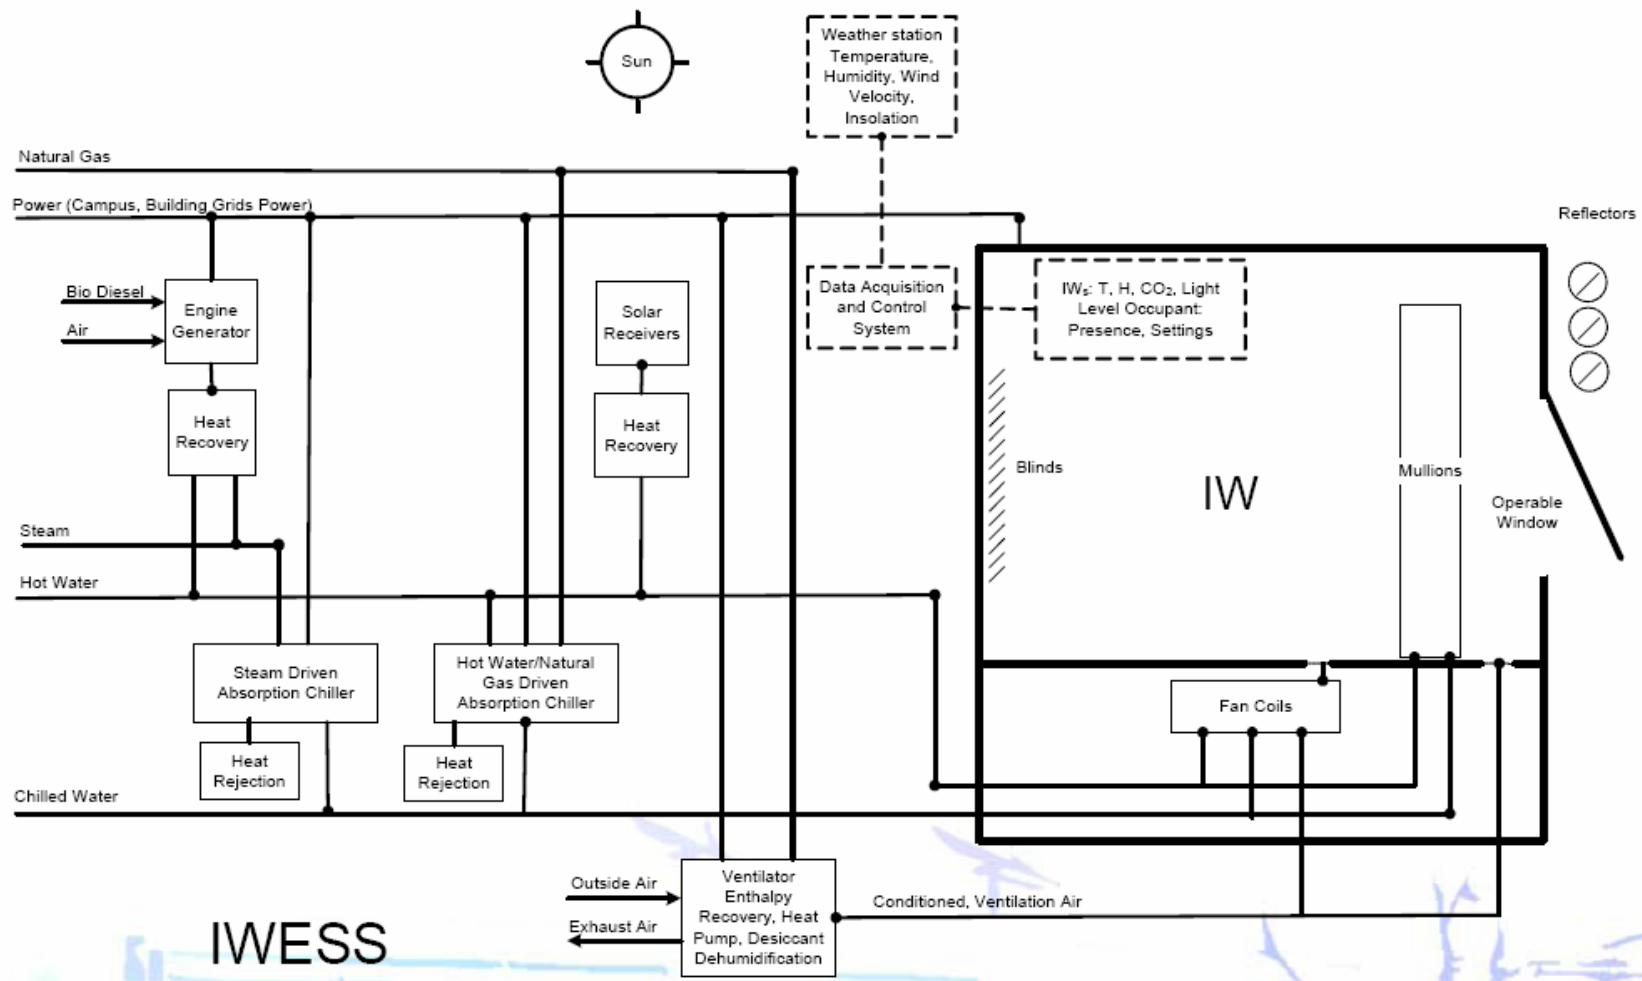 Sun
Weather station
Temperature,
Humidity, Wind
Velocity,
Insolation
Natural Gas
Power (Campus, Building Grids Power)
Reflectors
Bio Diesel
Air
Engine
Generator
Solar
Receivers
Data Acquisition
and Control
System
IWs: T, H, CO2, Light
Level Occupant:
Presence, Settings
Heat
Recovery
Heat
Recovery
Blinds
IW
Mullions
Operable
Window
Steam
Hot Water
Steam Driven
Absorption Chiller
Hot Water/Natural
Gas Driven
Absorption Chiller
Fan Coils
Heat
Rejection
Heat
Rejection
Chilled Water
Outside Air
Exhaust Air
Ventilator
Enthalpy
Recovery, Heat
Pump, Desiccant
Dehumidification
Conditioned, Ventilation Air
IWESS